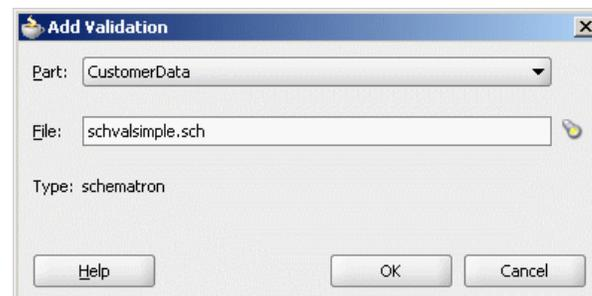 Add Validation
Part: CustomerData
File: schvalsimple.sch
Type: schematron
Help OK Cancel